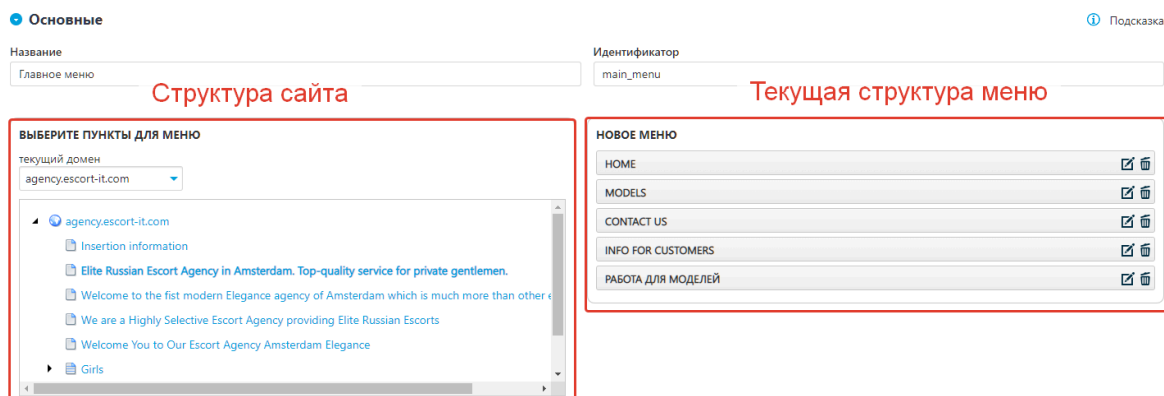 Основные
Подсказка
Название
Идентификатор
Главное меню
main_menu
Структура сайта
Текущая структура меню
ВЫБЕРИТЕ ПУНКТЫ ДЛЯ МЕНЮ
текущий домен
agency.escort-it.com
agency.escort-it.com
Insertion information
Elite Russian Escort Agency in Amsterdam. Top-quality service for private gentlemen.
Welcome to the fist modern Elegance agency of Amsterdam which is much more than other
We are a Highly Selective Escort Agency providing Elite Russian Escorts
Welcome You to Our Escort Agency Amsterdam Elegance
Girls
НОВОЕ МЕНЮ
HOME
MODELS
CONTACT US
INFO FOR CUSTOMERS
РАБОТА ДЛЯ МОДЕЛЕЙ